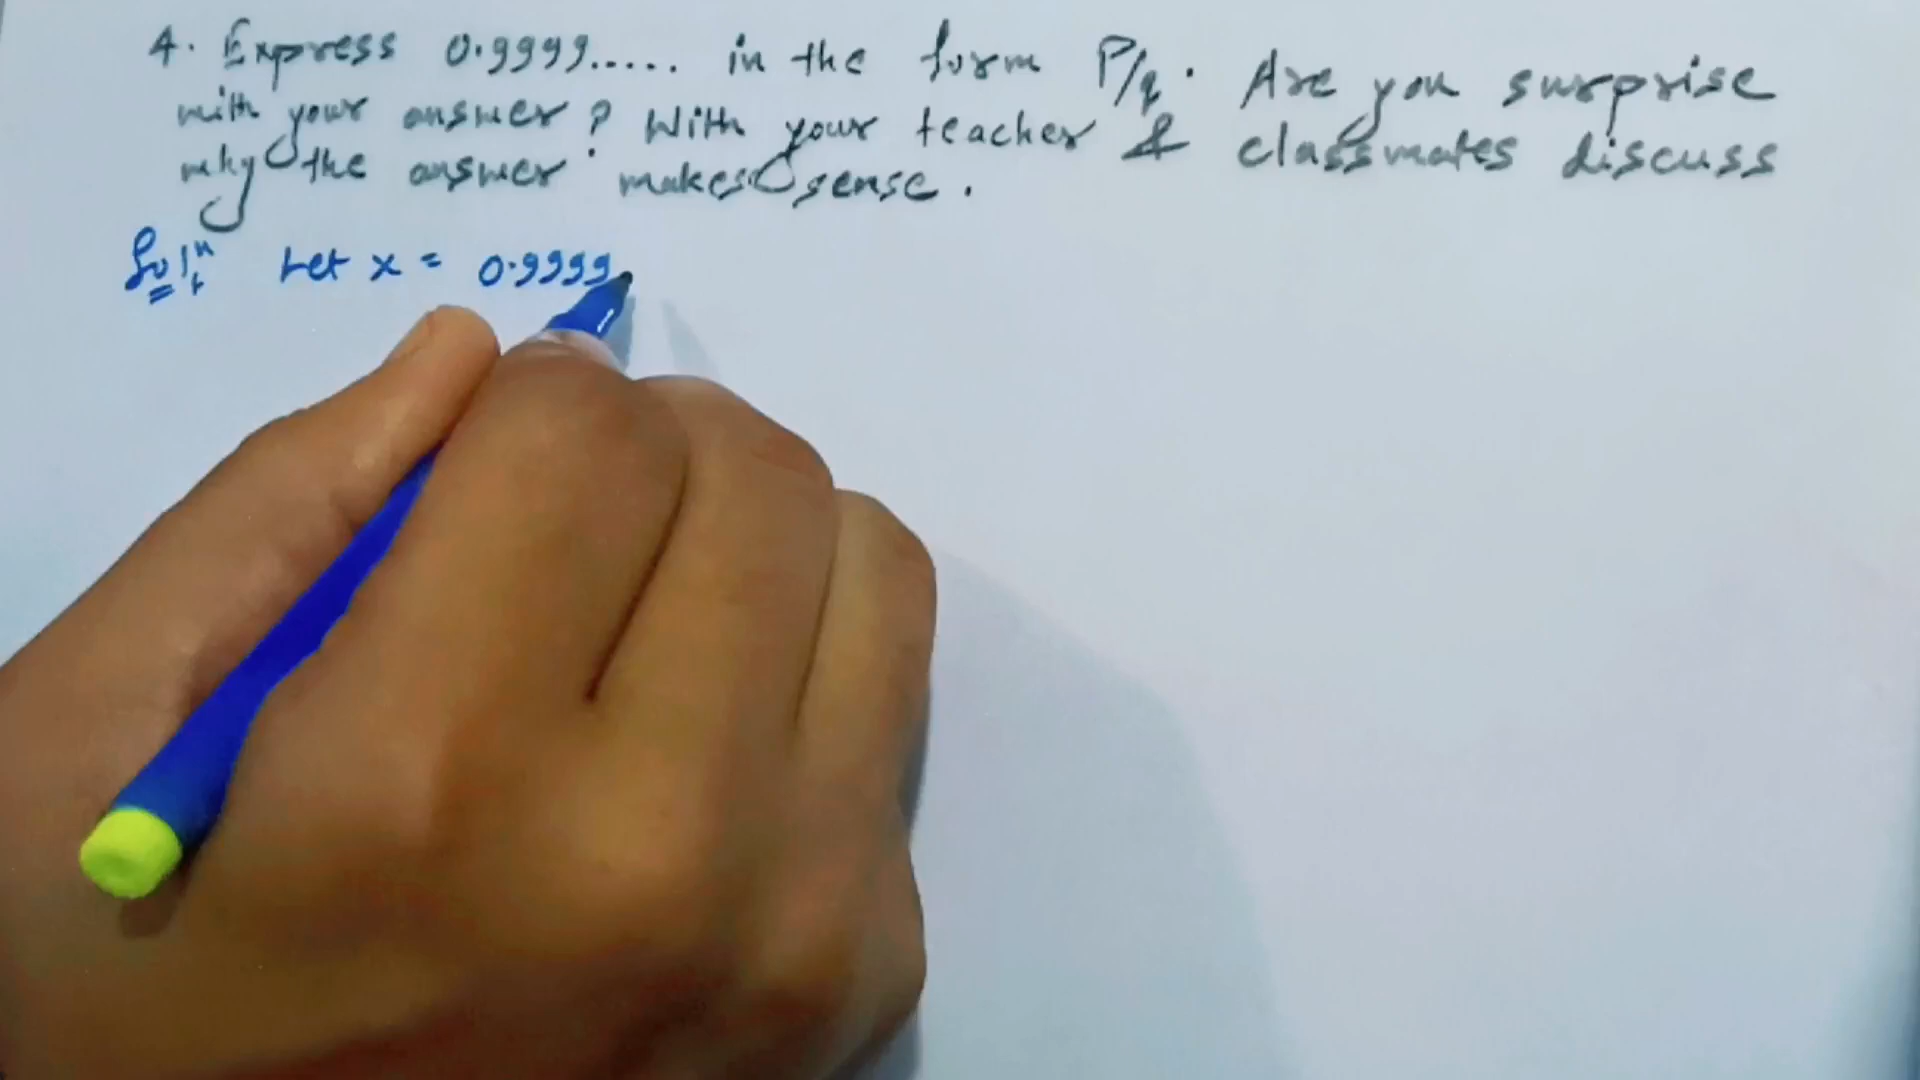 4. Express 0.9999..... in the form P/q. Are you surprise
with your answer? With your teacher & classmates discuss
why the answer makes sense.
Solⁿ Let x = 0.9999